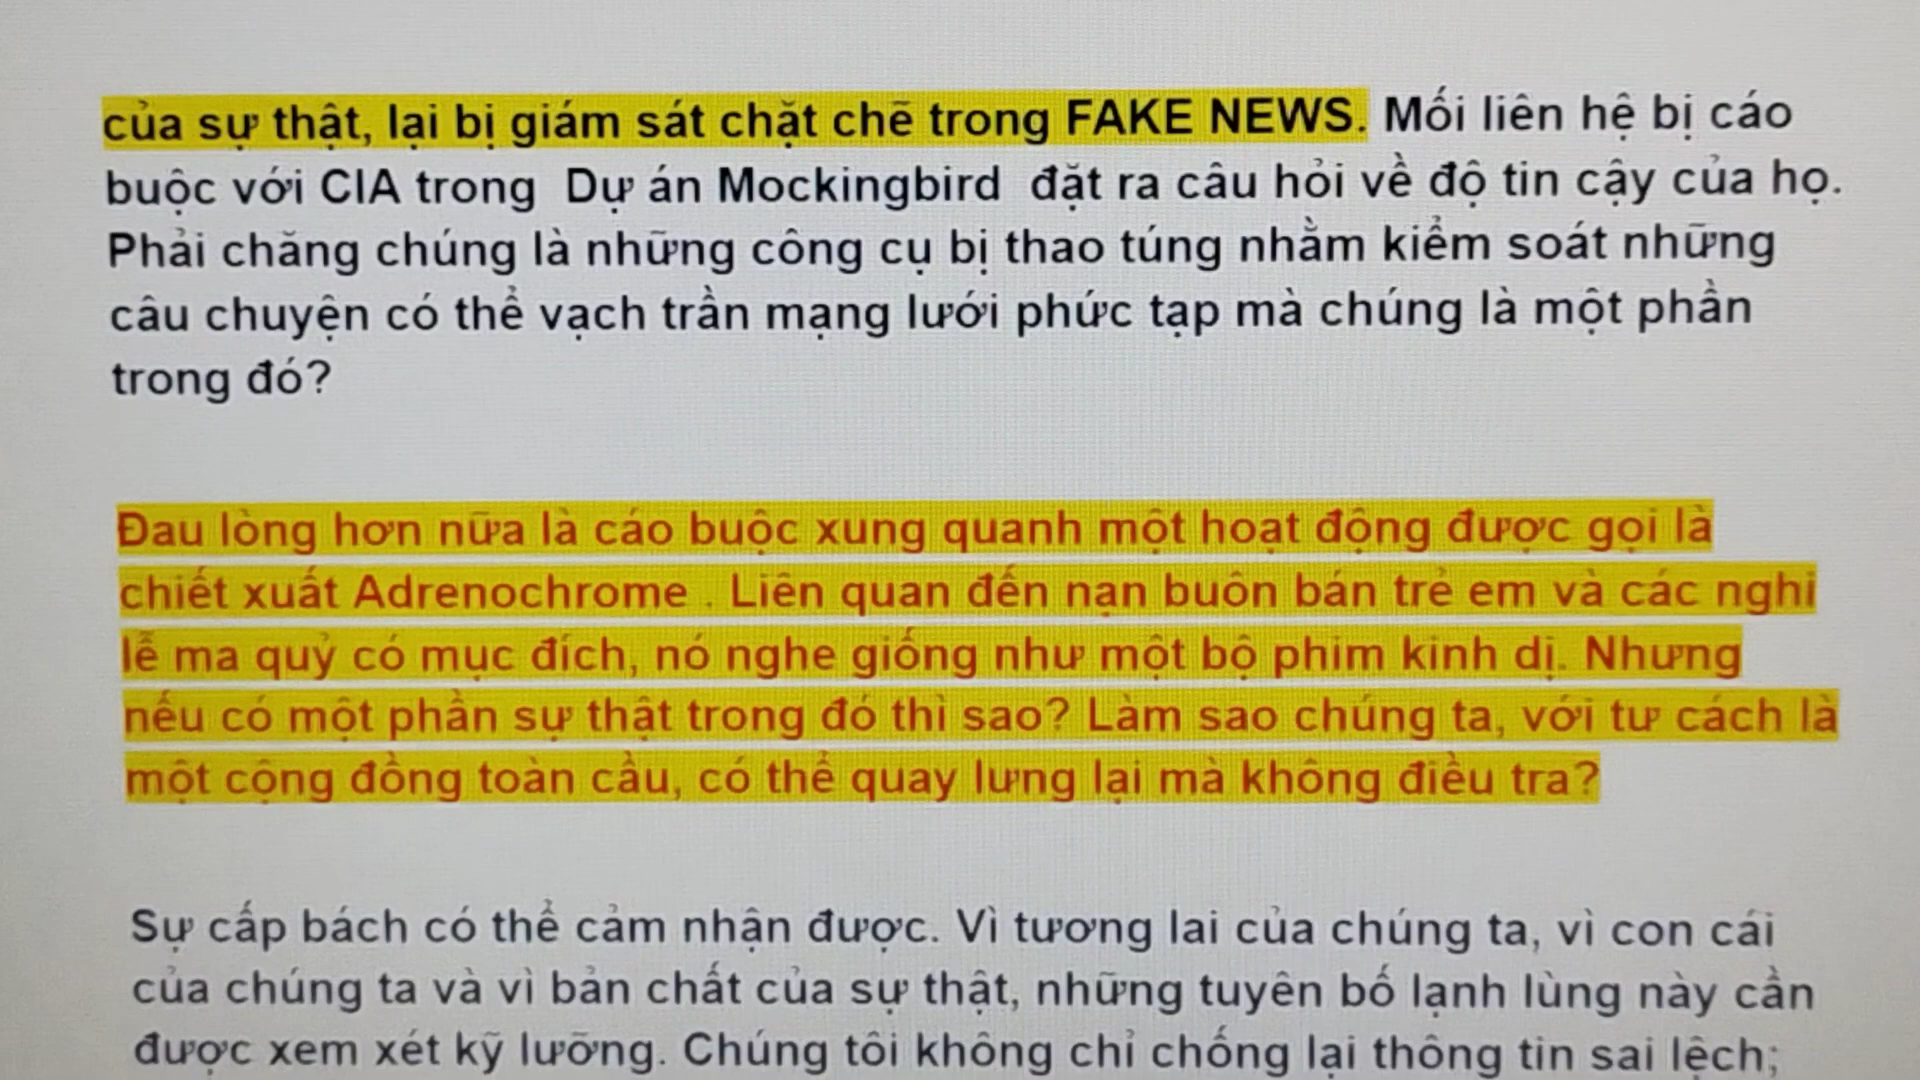 của sự thật, lại bị giám sát chặt chẽ trong FAKE NEWS. Mối liên hệ bị cáo
buộc với CIA trong Dự án Mockingbird đặt ra câu hỏi về độ tin cậy của họ.
Phải chăng chúng là những công cụ bị thao túng nhằm kiểm soát những
câu chuyện có thể vạch trần mạng lưới phức tạp mà chúng là một phần
trong đó?
Đau lòng hơn nữa là cáo buộc xung quanh một hoạt động được gọi là
chiết xuất Adrenochrome . Liên quan đến nạn buôn bán trẻ em và các nghi
lễ ma quỷ có mục đích, nó nghe giống như một bộ phim kinh dị. Nhưng
nếu có một phần sự thật trong đó thì sao? Làm sao chúng ta, với tư cách là
một cộng đồng toàn cầu, có thể quay lưng lại mà không điều tra?
Sự cấp bách có thể cảm nhận được. Vì tương lai của chúng ta, vì con cái
của chúng ta và vì bản chất của sự thật, những tuyên bố lạnh lùng này cần
được xem xét kỹ lưỡng. Chúng tôi không chỉ chống lại thông tin sai lệch;